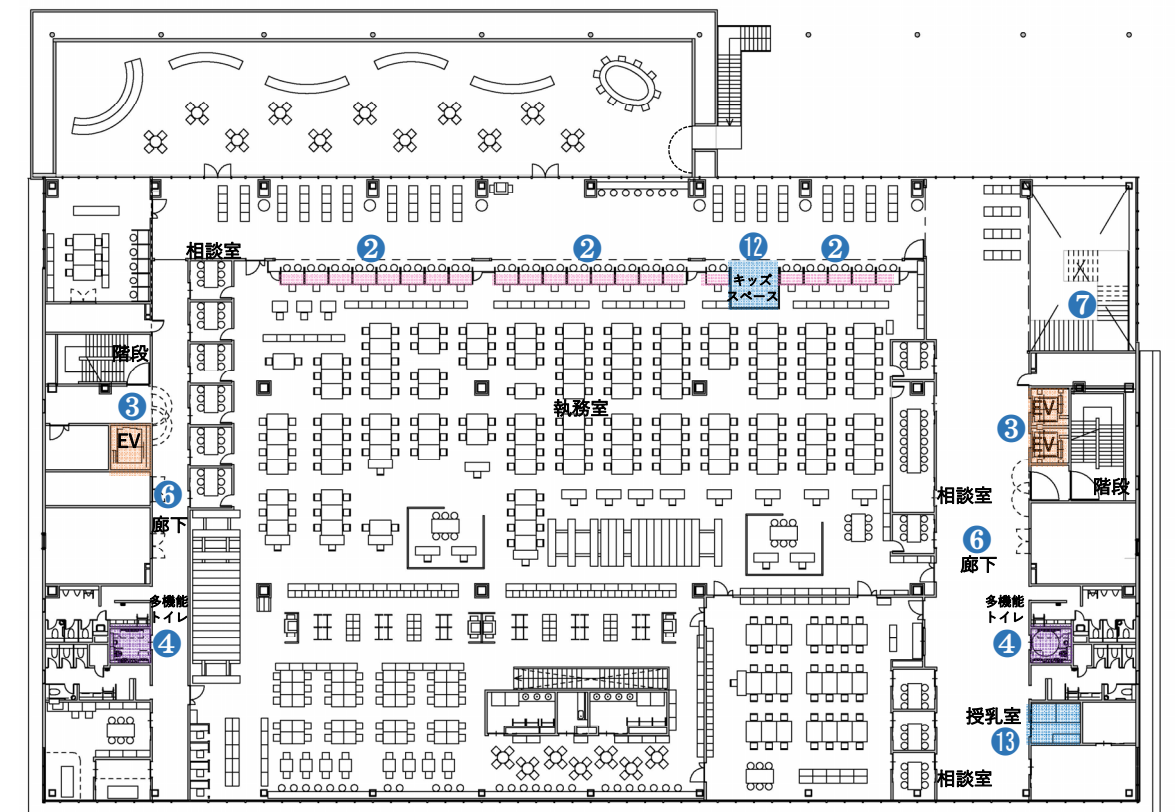 相談室
②
②
⑫
②
キッズ
スペース
⑦
階段
③
EV
執務室
EV
③
EV
階段
⑥
廊下
相談室
⑥
廊下
多機能
トイレ
④
多機能
トイレ
④
授乳室
⑬
相談室